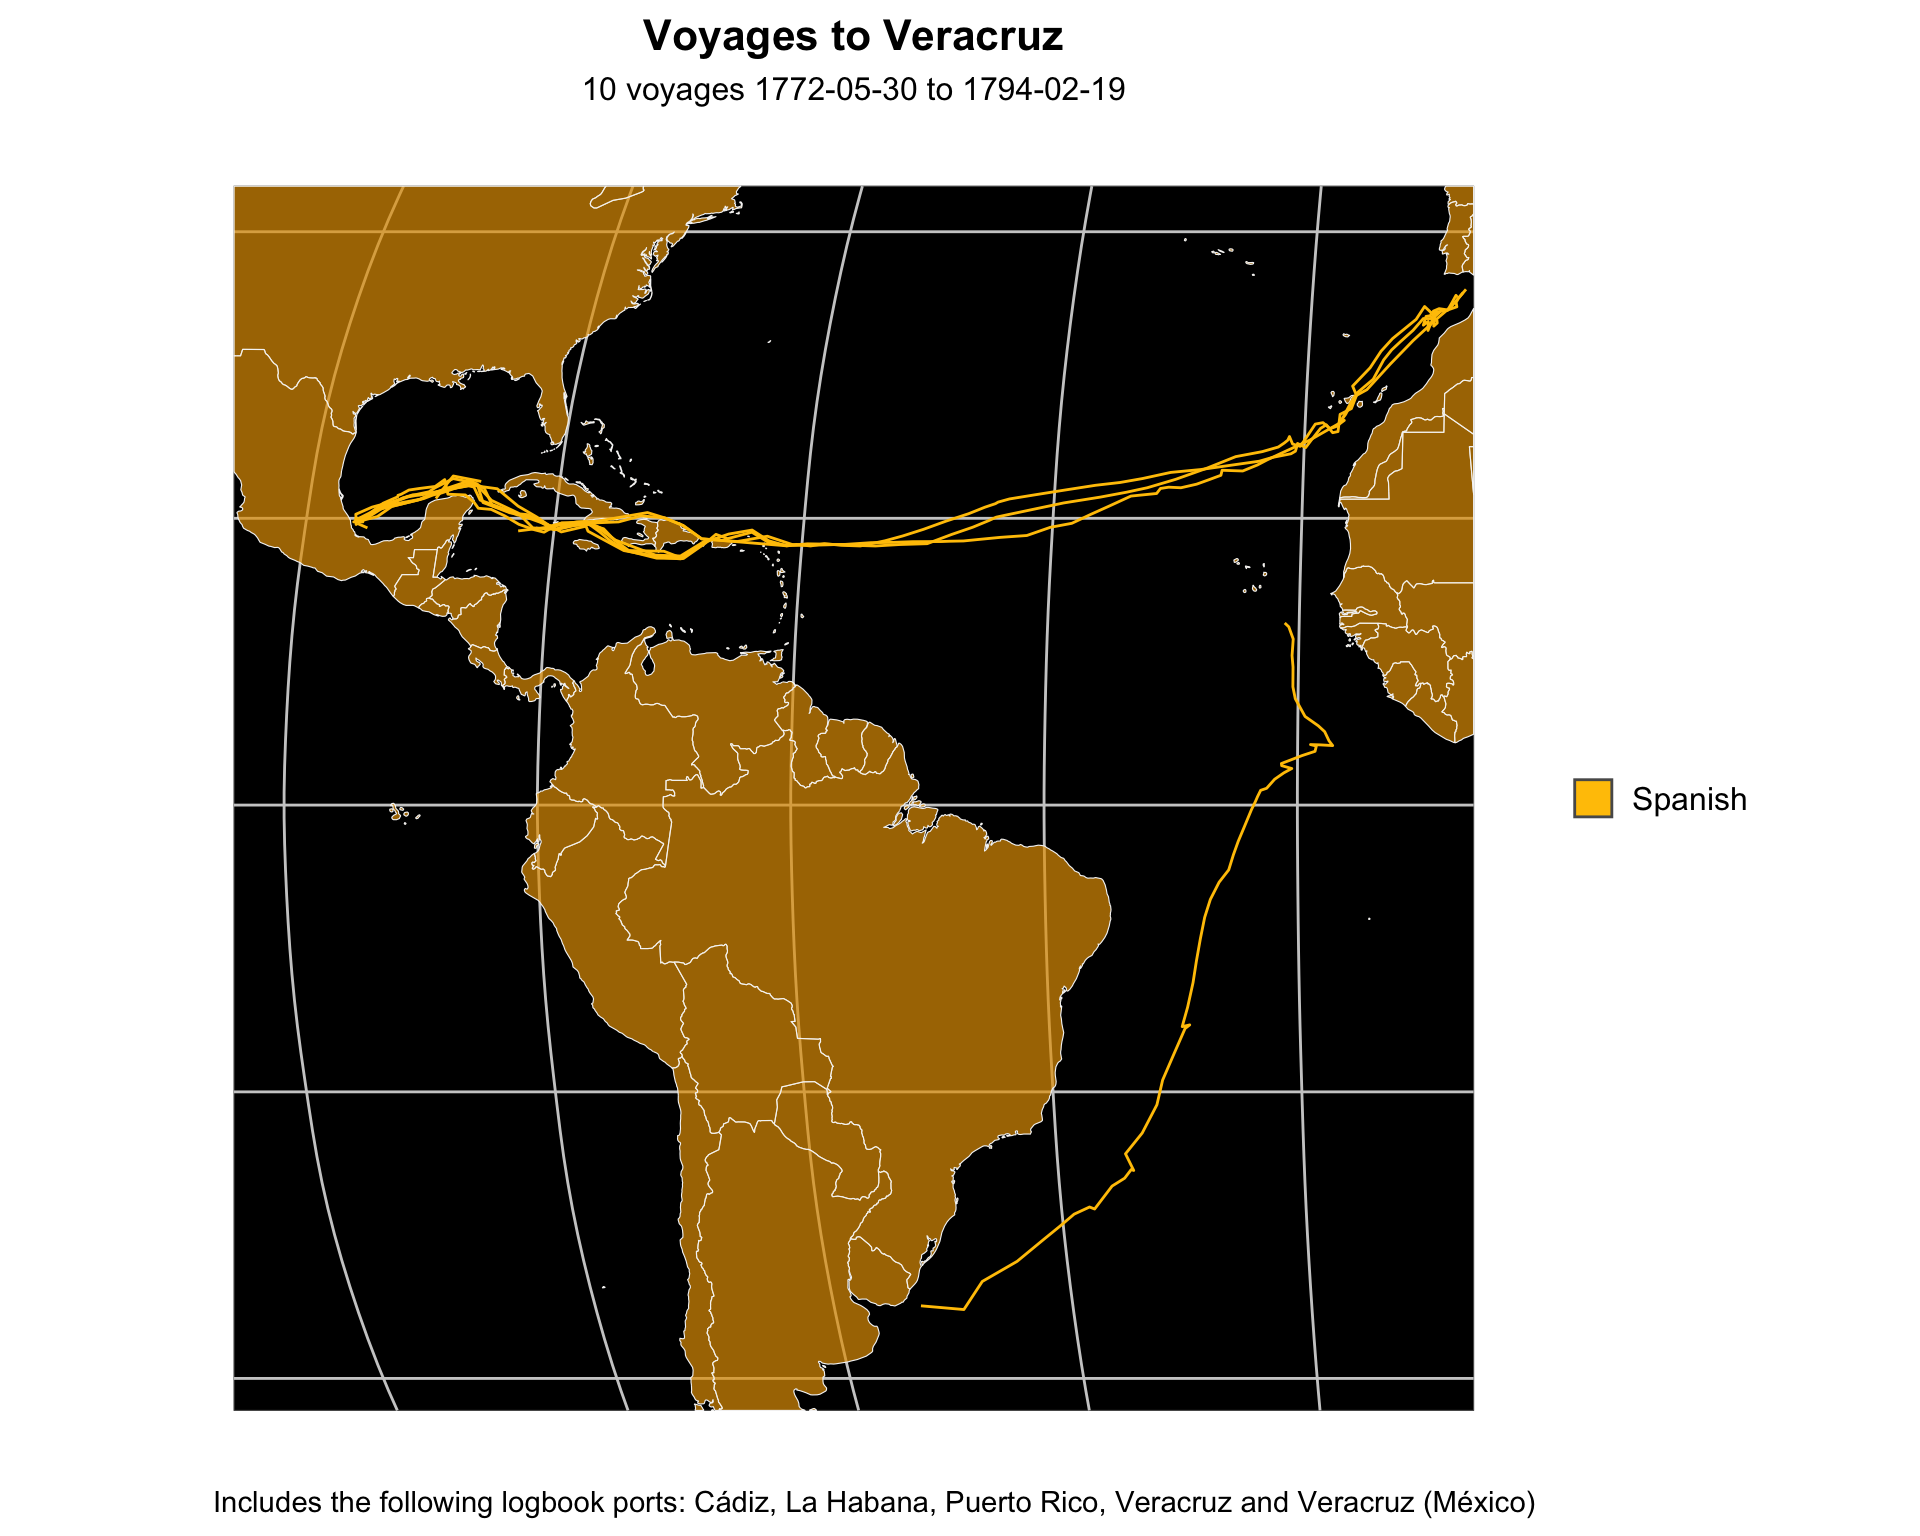 Voyages to Veracruz
10 voyages 1772-05-30 to 1794-02-19
Spanish
Includes the following logbook ports: Cádiz, La Habana, Puerto Rico, Veracruz and Veracruz (México)